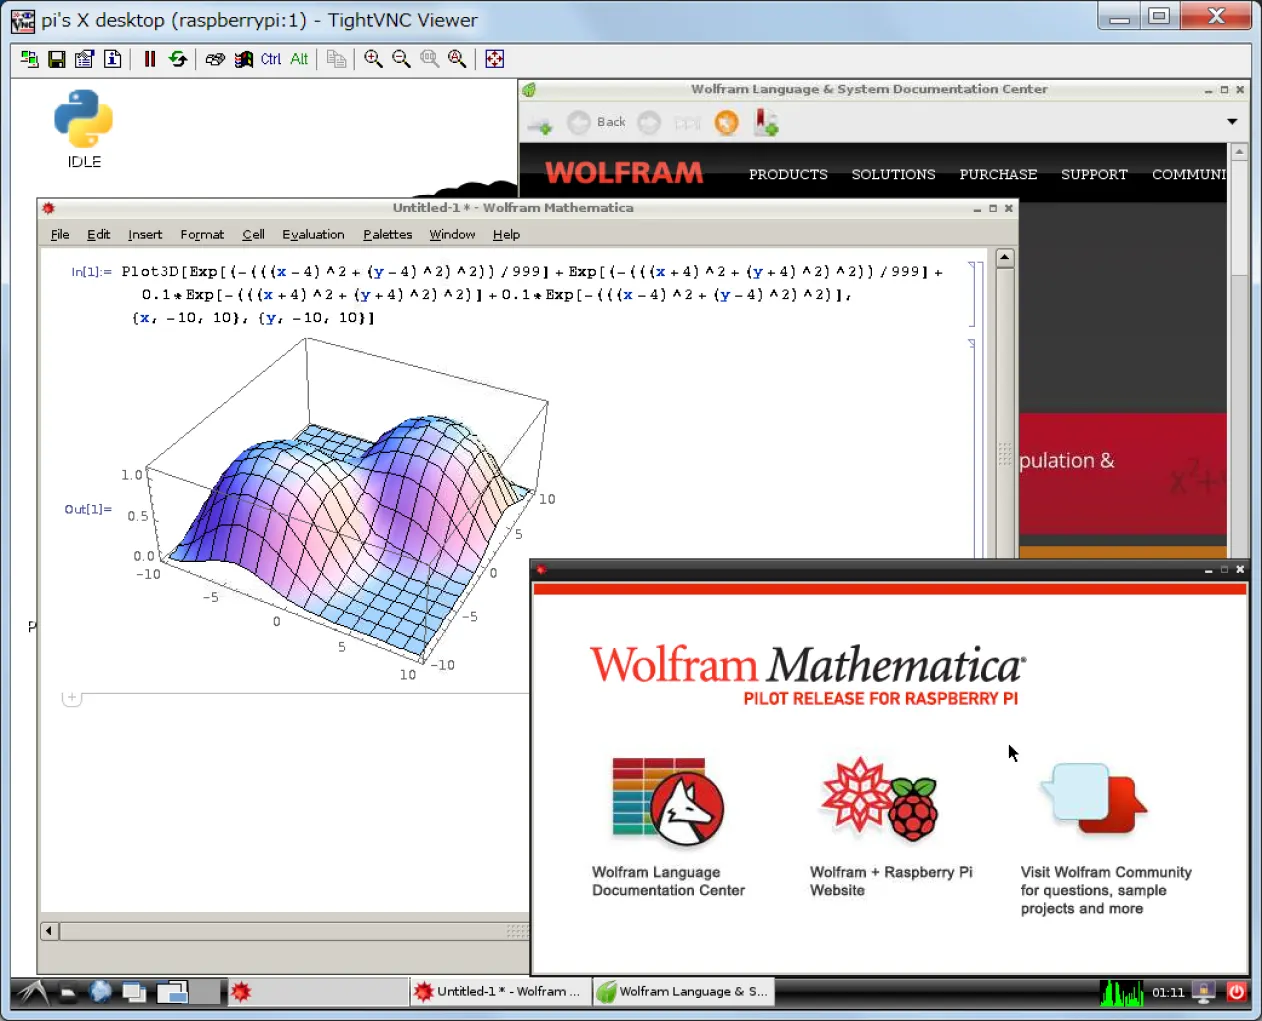 pi's X desktop (raspberrypi:1) - TightVNC Viewer
Ctrl Alt
IDLE
Wolfram Language & System Documentation Center
Back
WOLFRAM PRODUCTS SOLUTIONS PURCHASE SUPPORT COMMUNI
pulation &
Untitled-1 * - Wolfram Mathematica
File Edit Insert Format Cell Evaluation Palettes Window Help
In[1]:= Plot3D[Exp[(-(((x-4)^2+(y-4)^2)^2))/999]+Exp[(-(((x+4)^2+(y+4)^2)^2))/999]+
0.1*Exp[-(((x+4)^2+(y+4)^2)^2)]+0.1*Exp[-(((x-4)^2+(y-4)^2)^2)],
{x, -10, 10}, {y, -10, 10}]
Out[1]=
1.0
0.5
0.0
-10
-5
0
5
10
-10
-5
0
5
10
Wolfram Mathematica®
PILOT RELEASE FOR RASPBERRY PI
Wolfram Language
Documentation Center
Wolfram + Raspberry Pi
Website
Visit Wolfram Community
for questions, sample
projects and more
Untitled-1 * - Wolfram ...
Wolfram Language & S...
01:11